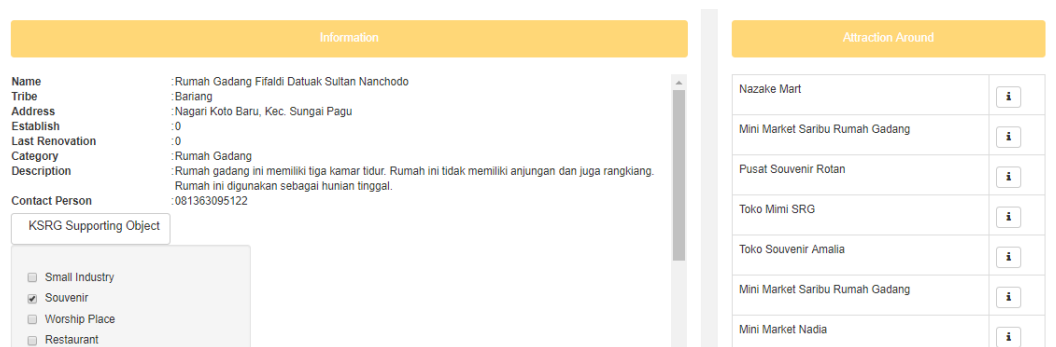 Information
Name :Rumah Gadang Fifaldi Datuak Sultan Nanchodo
Tribe :Bariang
Address :Nagari Koto Baru, Kec. Sungai Pagu
Establish :0
Last Renovation :0
Category :Rumah Gadang
Description :Rumah gadang ini memiliki tiga kamar tidur. Rumah ini tidak memiliki anjungan dan juga rangkiang.
Rumah ini digunakan sebagai hunian tinggal.
Contact Person :081363095122
KSRG Supporting Object
Small Industry
Souvenir
Worship Place
Restaurant
Attraction Around
Nazake Mart i
Mini Market Saribu Rumah Gadang i
Pusat Souvenir Rotan i
Toko Mimi SRG i
Toko Souvenir Amalia i
Mini Market Saribu Rumah Gadang i
Mini Market Nadia i